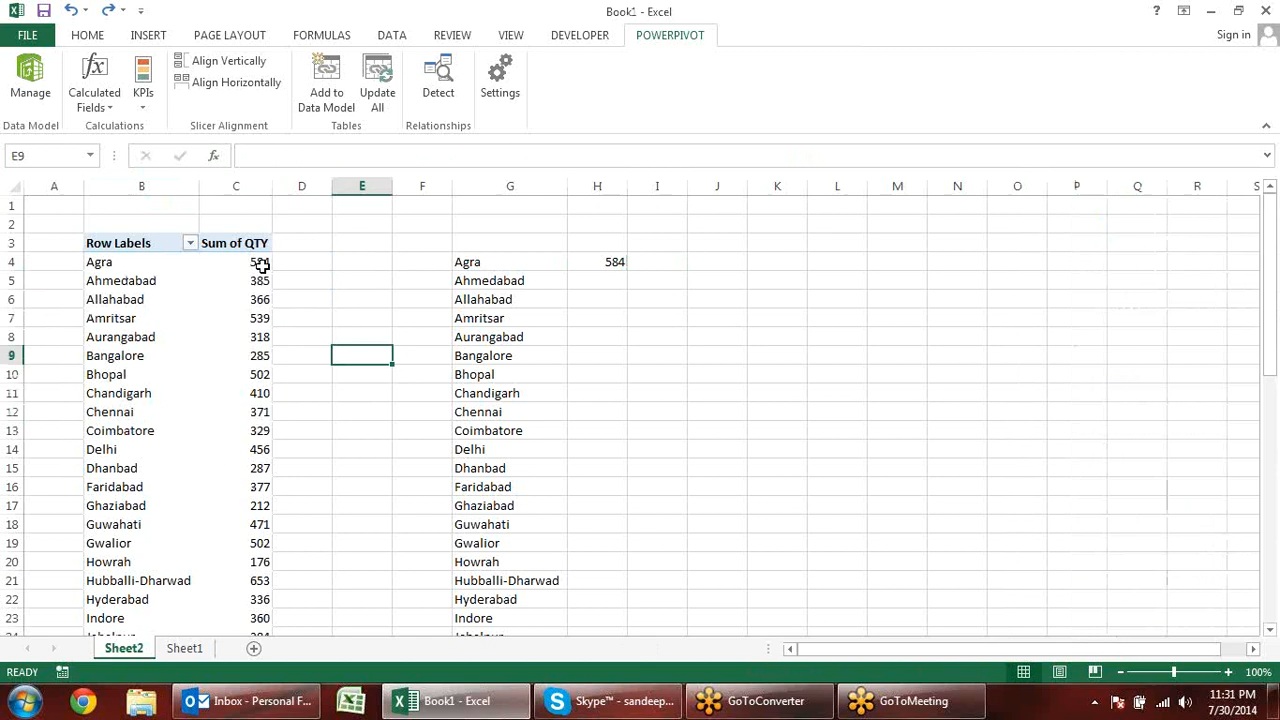 Book1 - Excel
?
FILE HOME INSERT PAGE LAYOUT FORMULAS DATA REVIEW VIEW DEVELOPER POWERPIVOT Sign in
Manage
Calculated Fields
KPIs
Align Vertically
Align Horizontally
Add to Data Model
Update All
Detect
Settings
Data Model Calculations Slicer Alignment Tables Relationships
E9 fx
A B C D E F G H I J K L M N O P Q R S
1
2
3 Row Labels Sum of QTY
4 Agra Agra 584
5 Ahmedabad 385 Ahmedabad
6 Allahabad 366 Allahabad
7 Amritsar 539 Amritsar
8 Aurangabad 318 Aurangabad
9 Bangalore 285 Bangalore
10 Bhopal 502 Bhopal
11 Chandigarh 410 Chandigarh
12 Chennai 371 Chennai
13 Coimbatore 329 Coimbatore
14 Delhi 456 Delhi
15 Dhanbad 287 Dhanbad
16 Faridabad 377 Faridabad
17 Ghaziabad 212 Ghaziabad
18 Guwahati 471 Guwahati
19 Gwalior 502 Gwalior
20 Howrah 176 Howrah
21 Hubballi-Dharwad 653 Hubballi-Dharwad
22 Hyderabad 336 Hyderabad
23 Indore 360 Indore
Sheet2 Sheet1
READY 100%
Inbox - Personal F... Book1 - Excel Skype™ - sandeep... GoToConverter GoToMeeting 11:31 PM
7/30/2014